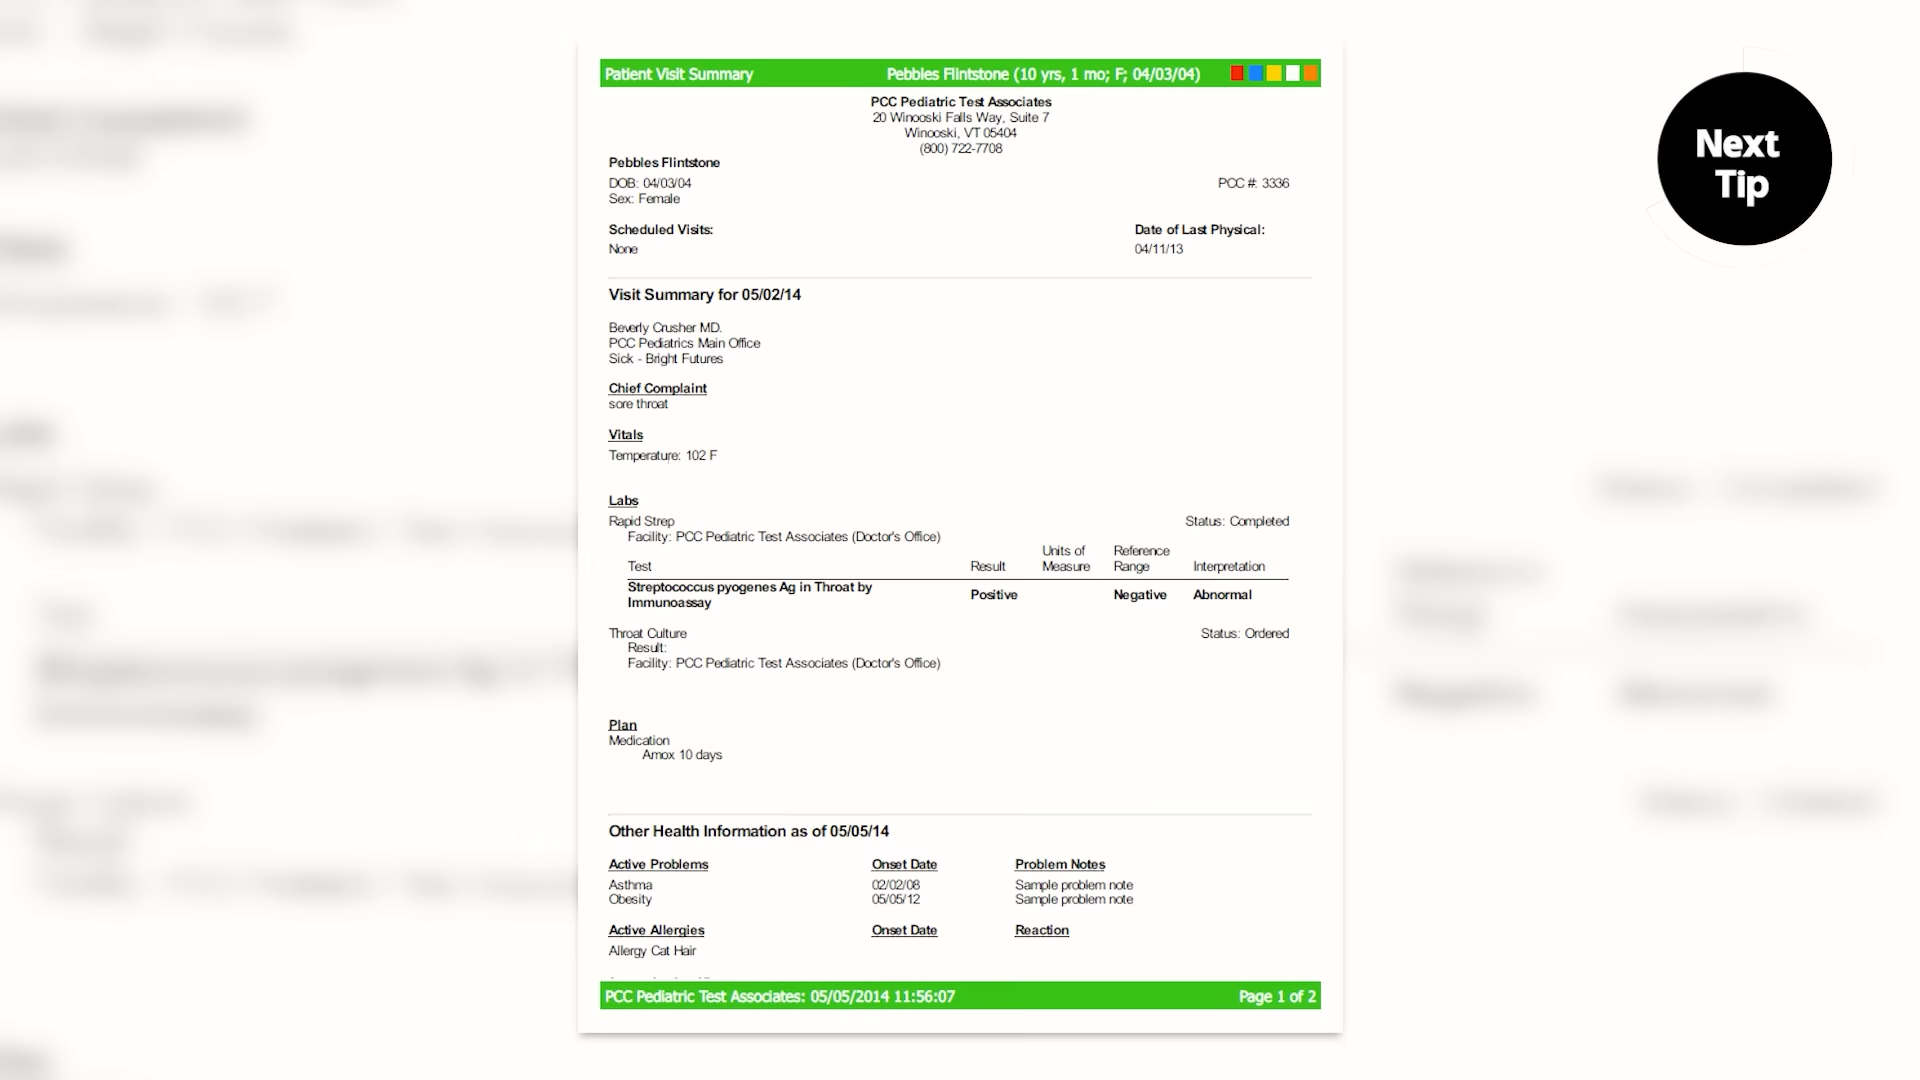 Patient Visit Summary Pebbles Flintstone (10 yrs, 1 mo; F; 04/03/04)
PCC Pediatric Test Associates
20 Winooski Falls Way, Suite 7
Winooski, VT 05404
(800) 722-7708
Next
Tip
Pebbles Flintstone
DOB: 04/03/04 PCC #: 3336
Sex: Female
Scheduled Visits: Date of Last Physical:
None 04/11/13
Visit Summary for 05/02/14
Beverly Crusher MD.
PCC Pediatrics Main Office
Sick - Bright Futures
Chief Complaint
sore throat
Vitals
Temperature: 102 F
Labs
Rapid Strep Status: Completed
Facility: PCC Pediatric Test Associates (Doctor's Office)
Units of Reference
Test Result Measure Range Interpretation
Streptococcus pyogenes Ag in Throat by
Immunoassay Positive Negative Abnormal
Throat Culture Status: Ordered
Result:
Facility: PCC Pediatric Test Associates (Doctor's Office)
Plan
Medication
Amox 10 days
Other Health Information as of 05/05/14
Active Problems Onset Date Problem Notes
Asthma 02/02/08 Sample problem note
Obesity 05/05/12 Sample problem note
Active Allergies Onset Date Reaction
Allergy Cat Hair
PCC Pediatric Test Associates: 05/05/2014 11:56:07 Page 1 of 2